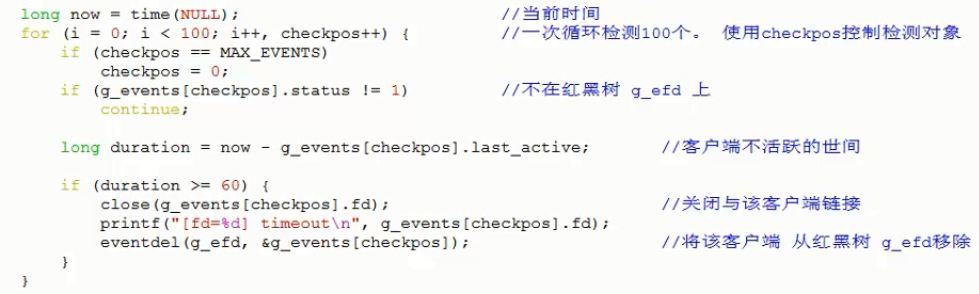 long now = time(NULL); //当前时间
for (i = 0; i < 100; i++, checkpos++) { //一次循环检测100个。 使用checkpos控制检测对象
if (checkpos == MAX_EVENTS)
checkpos = 0;
if (g_events[checkpos].status != 1) //不在红黑树 g_efd 上
continue;
long duration = now - g_events[checkpos].last_active; //客户端不活跃的世间
if (duration >= 60) {
close(g_events[checkpos].fd); //关闭与该客户端链接
printf("[fd=%d] timeout\n", g_events[checkpos].fd);
eventdel(g_efd, &g_events[checkpos]); //将该客户端 从红黑树 g_efd移除
}
}